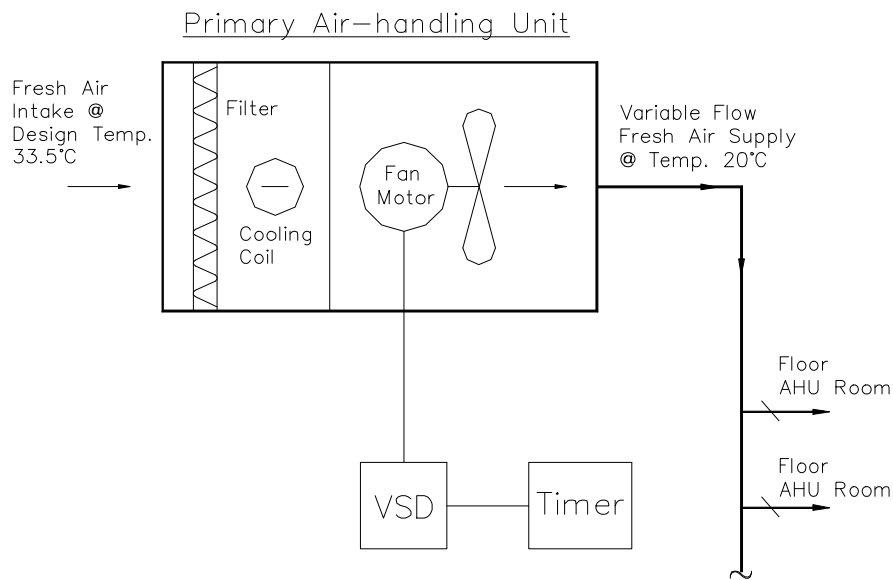 Primary Air-handling Unit
Fresh Air
Intake @
Design Temp.
33.5°C
Filter
Cooling
Coil
Fan
Motor
Variable Flow
Fresh Air Supply
@ Temp. 20°C
Floor
AHU Room
Floor
AHU Room
VSD
Timer